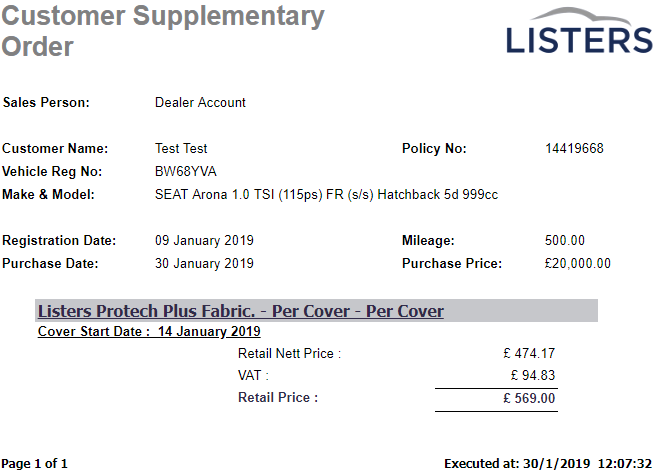 Customer Supplementary
Order
LISTERS
Sales Person: Dealer Account
Customer Name: Test Test Policy No: 14419668
Vehicle Reg No: BW68YVA
Make & Model: SEAT Arona 1.0 TSI (115ps) FR (s/s) Hatchback 5d 999cc
Registration Date: 09 January 2019 Mileage: 500.00
Purchase Date: 30 January 2019 Purchase Price: £20,000.00
Listers Protech Plus Fabric. - Per Cover - Per Cover
Cover Start Date : 14 January 2019
Retail Nett Price : £ 474.17
VAT : £ 94.83
Retail Price : £ 569.00
Page 1 of 1 Executed at: 30/1/2019 12:07:32